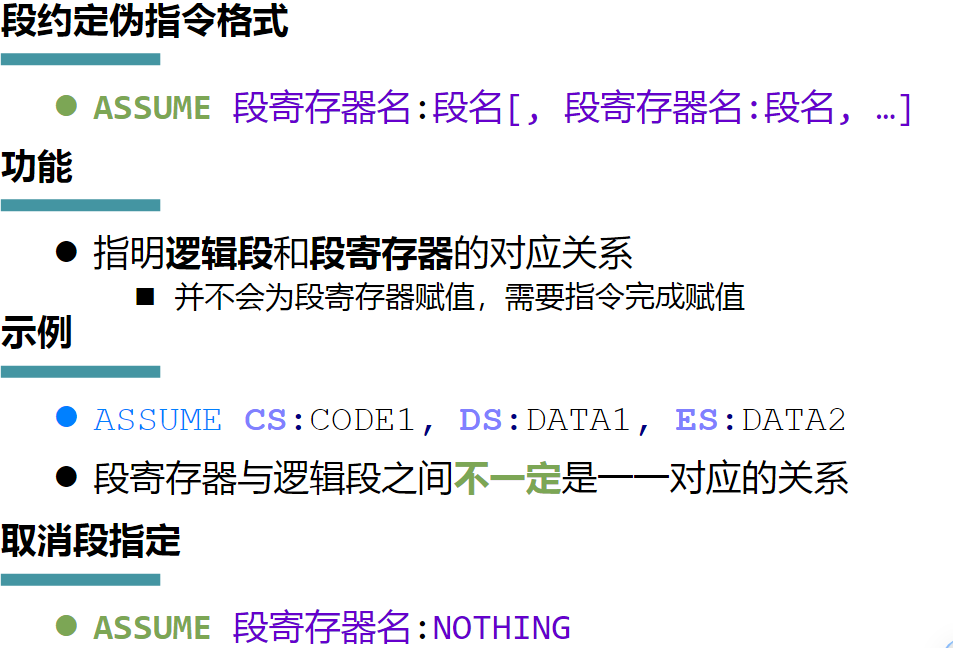 段约定伪指令格式
● ASSUME 段寄存器名:段名[, 段寄存器名:段名, …]
功能
● 指明逻辑段和段寄存器的对应关系
■ 并不会为段寄存器赋值，需要指令完成赋值
示例
● ASSUME CS:CODE1, DS:DATA1, ES:DATA2
● 段寄存器与逻辑段之间不一定是一一对应的关系
取消段指定
● ASSUME 段寄存器名:NOTHING